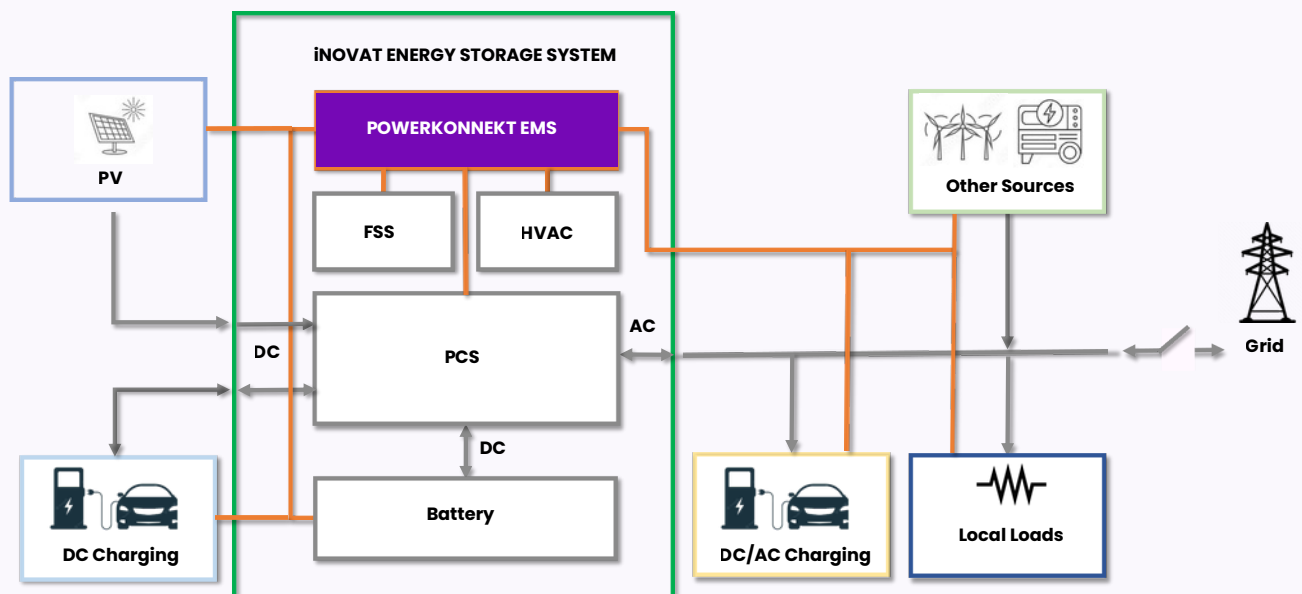 iNOVAT ENERGY STORAGE SYSTEM
POWERKONNEKT EMS
PV
FSS
HVAC
Other Sources
AC
DC
PCS
Grid
DC
Battery
DC Charging
DC/AC Charging
Local Loads